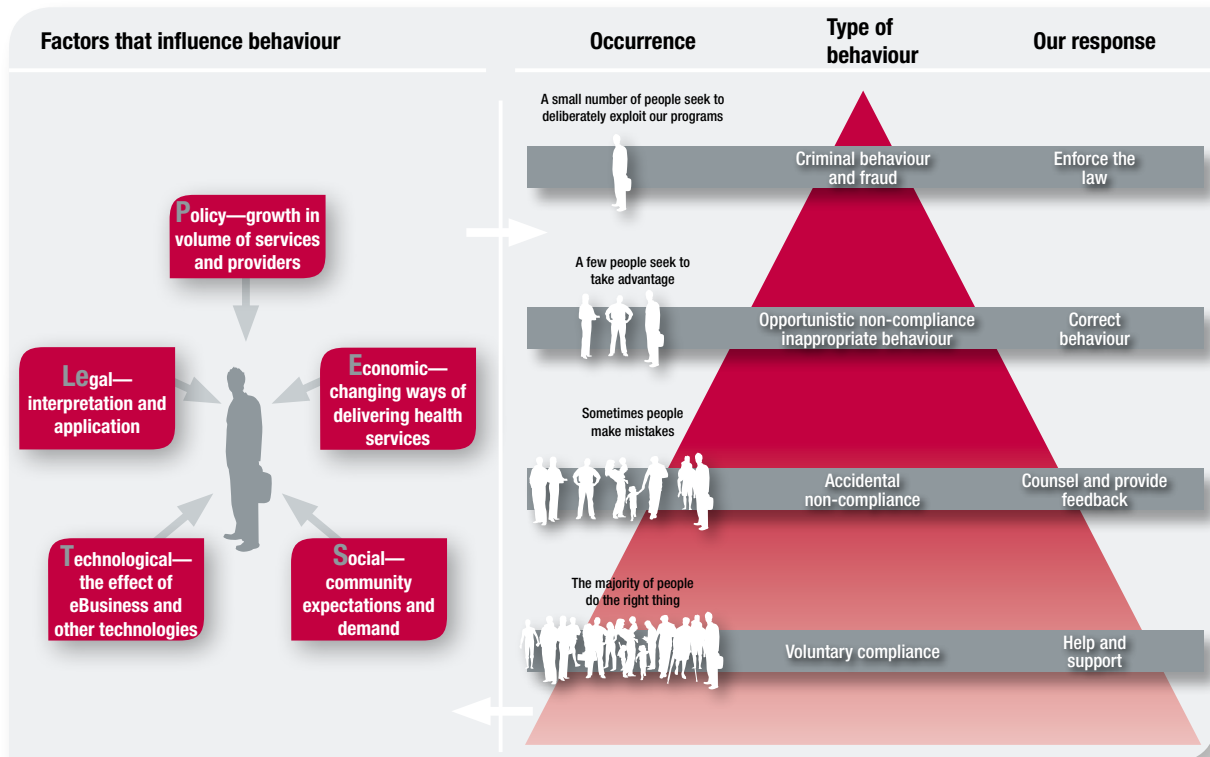 Factors that influence behaviour
Policy—growth in
volume of services
and providers
Legal—
interpretation and
application
Economic—
changing ways of
delivering health
services
Technological—
the effect of
eBusiness and
other technologies
Social—
community
expectations and
demand
Occurrence
Type of
behaviour
Our response
A small number of people seek to
deliberately exploit our programs
Criminal behaviour
and fraud
Enforce the
law
A few people seek to
take advantage
Opportunistic non-compliance
inappropriate behaviour
Correct
behaviour
Sometimes people
make mistakes
Accidental
non-compliance
Counsel and provide
feedback
The majority of people
do the right thing
Voluntary compliance
Help and
support